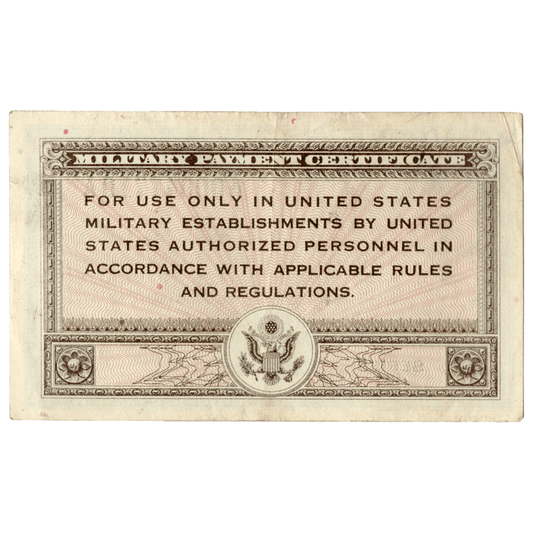 MILITARY PAYMENT CERTIFICATE
FOR USE ONLY IN UNITED STATES
MILITARY ESTABLISHMENTS BY UNITED
STATES AUTHORIZED PERSONNEL IN
ACCORDANCE WITH APPLICABLE RULES
AND REGULATIONS.